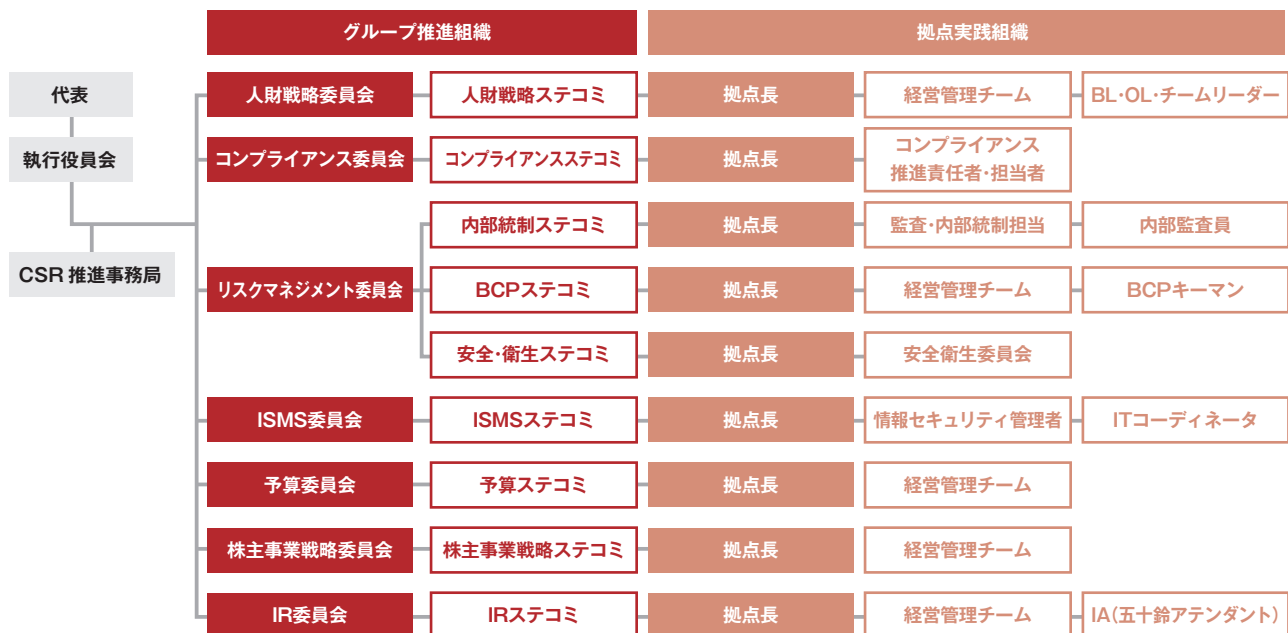 グループ推進組織
拠点実践組織
代表
執行役員会
CSR 推進事務局
人財戦略委員会
人財戦略ステコミ
拠点長
経営管理チーム
BL・OL・チームリーダー
コンプライアンス委員会
コンプライアンスステコミ
拠点長
コンプライアンス
推進責任者・担当者
リスクマネジメント委員会
内部統制ステコミ
拠点長
監査・内部統制担当
内部監査員
BCPステコミ
拠点長
経営管理チーム
BCPキーマン
安全・衛生ステコミ
拠点長
安全衛生委員会
ISMS委員会
ISMSステコミ
拠点長
情報セキュリティ管理者
ITコーディネータ
予算委員会
予算ステコミ
拠点長
経営管理チーム
株主事業戦略委員会
株主事業戦略ステコミ
拠点長
経営管理チーム
IR委員会
IRステコミ
拠点長
経営管理チーム
IA(五十鈴アテンダント)